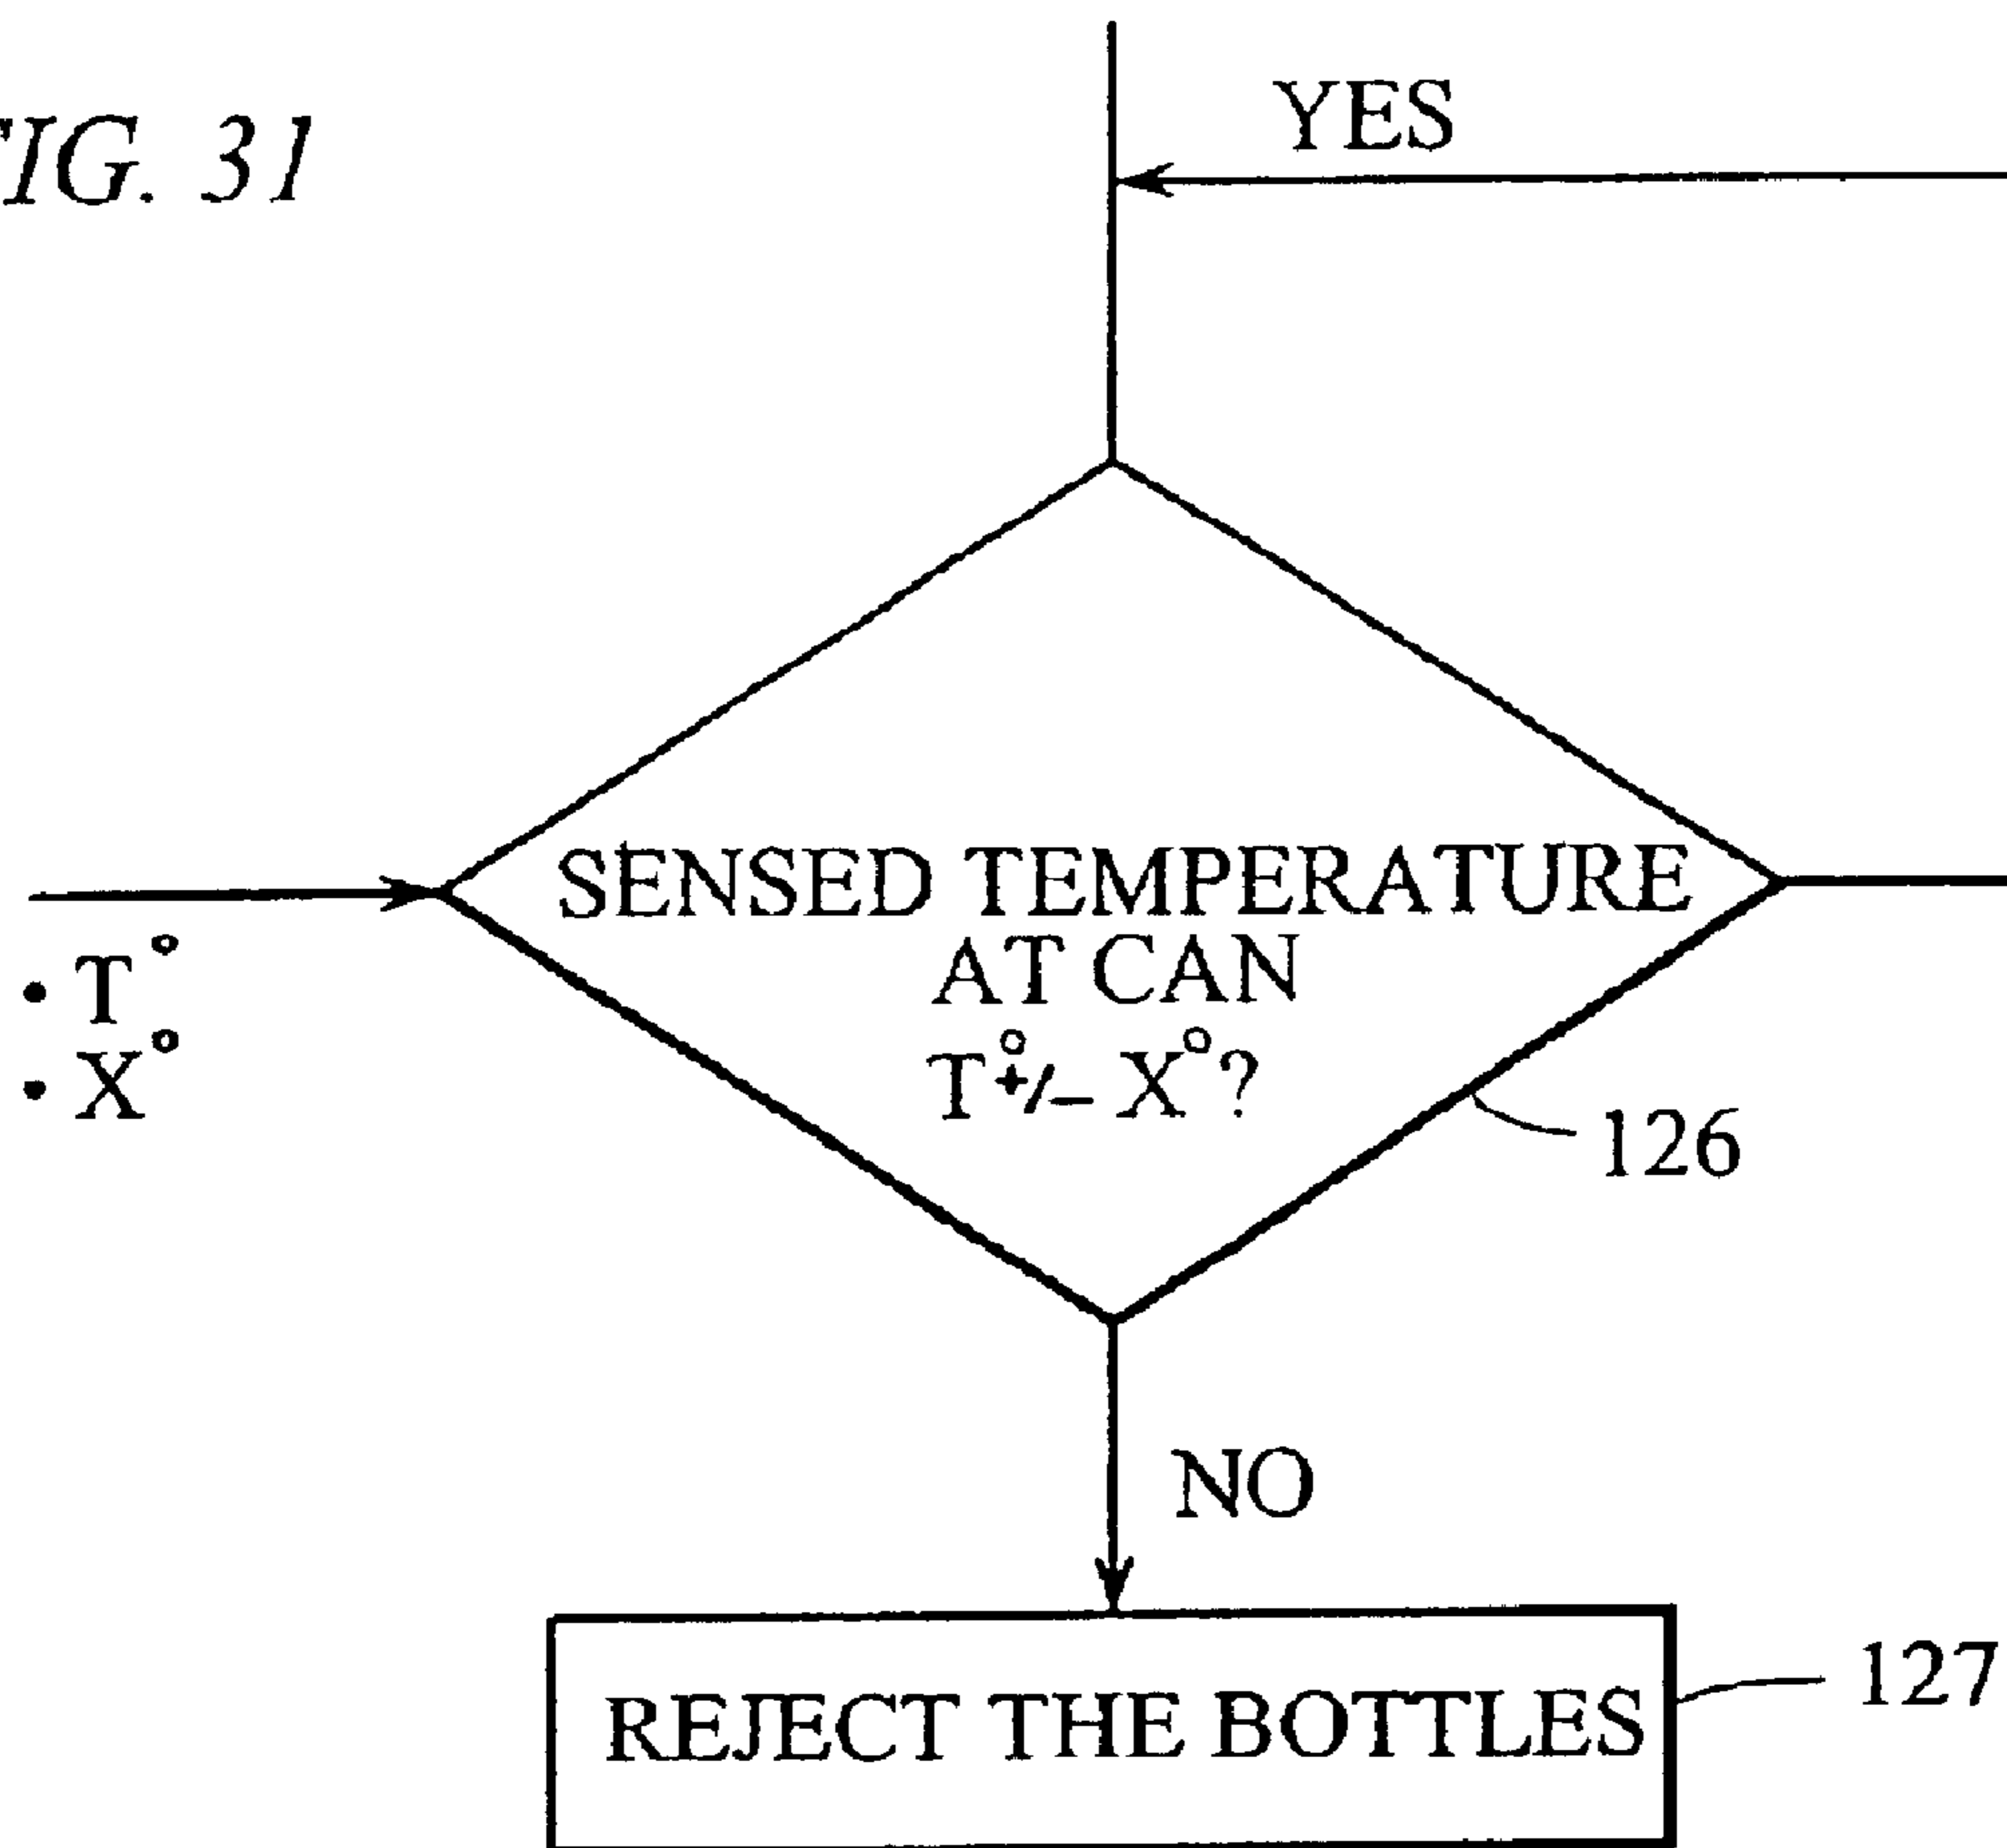 FIG. 31
YES
SENSED TEMPERATURE
AT CAN
T°+/- X°?
• T°
• X°
126
NO
REJECT THE BOTTLES
127